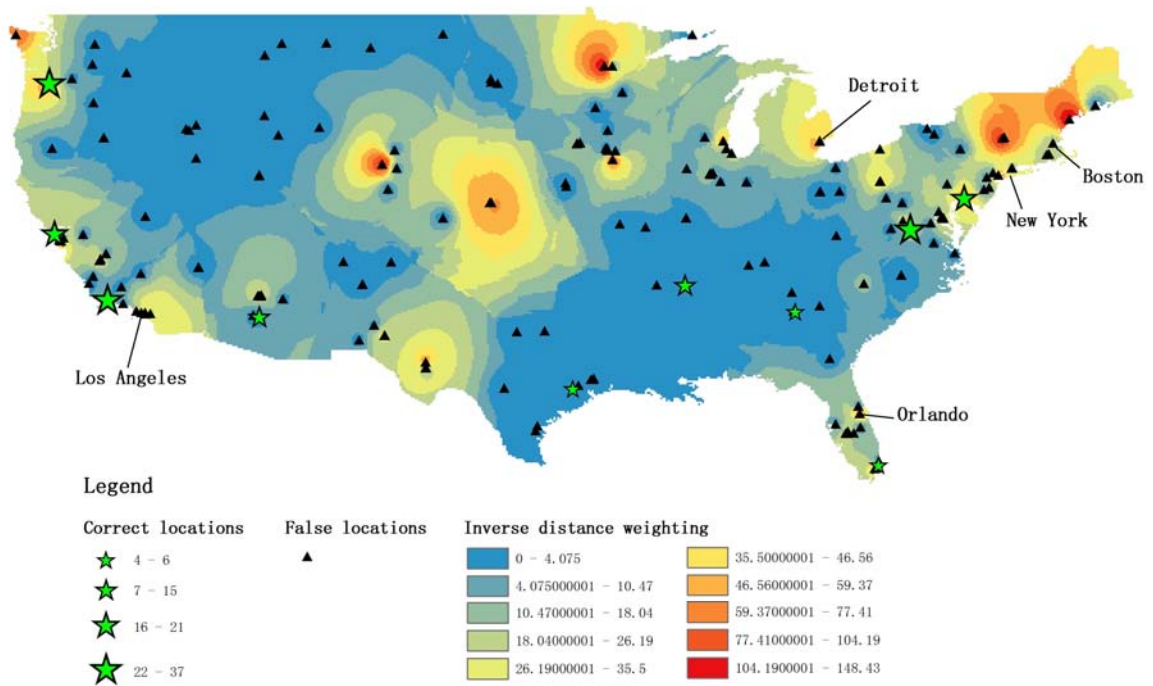 Detroit
Boston
New York
Los Angeles
Orlando
Legend
Correct locations
False locations
Inverse distance weighting
4 - 6
7 - 15
16 - 21
22 - 37
0 - 4.075
4.075000001 - 10.47
10.47000001 - 18.04
18.04000001 - 26.19
26.19000001 - 35.5
35.50000001 - 46.56
46.56000001 - 59.37
59.37000001 - 77.41
77.41000001 - 104.19
104.1900001 - 148.43